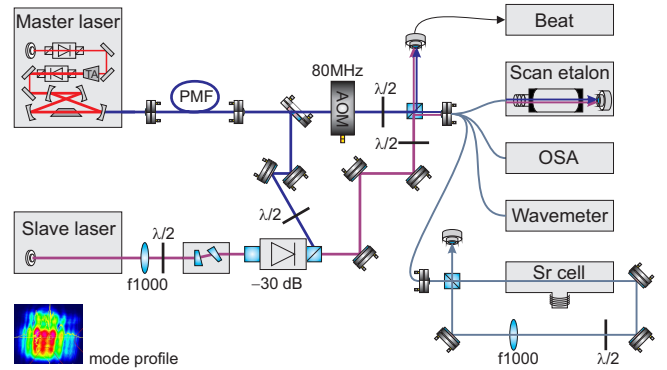 Master laser
TA
PMF
80MHz
AOM
λ/2
λ/2
Beat
Scan etalon
OSA
Wavemeter
Slave laser
λ/2
f1000
λ/2
−30 dB
Sr cell
f1000
λ/2
mode profile